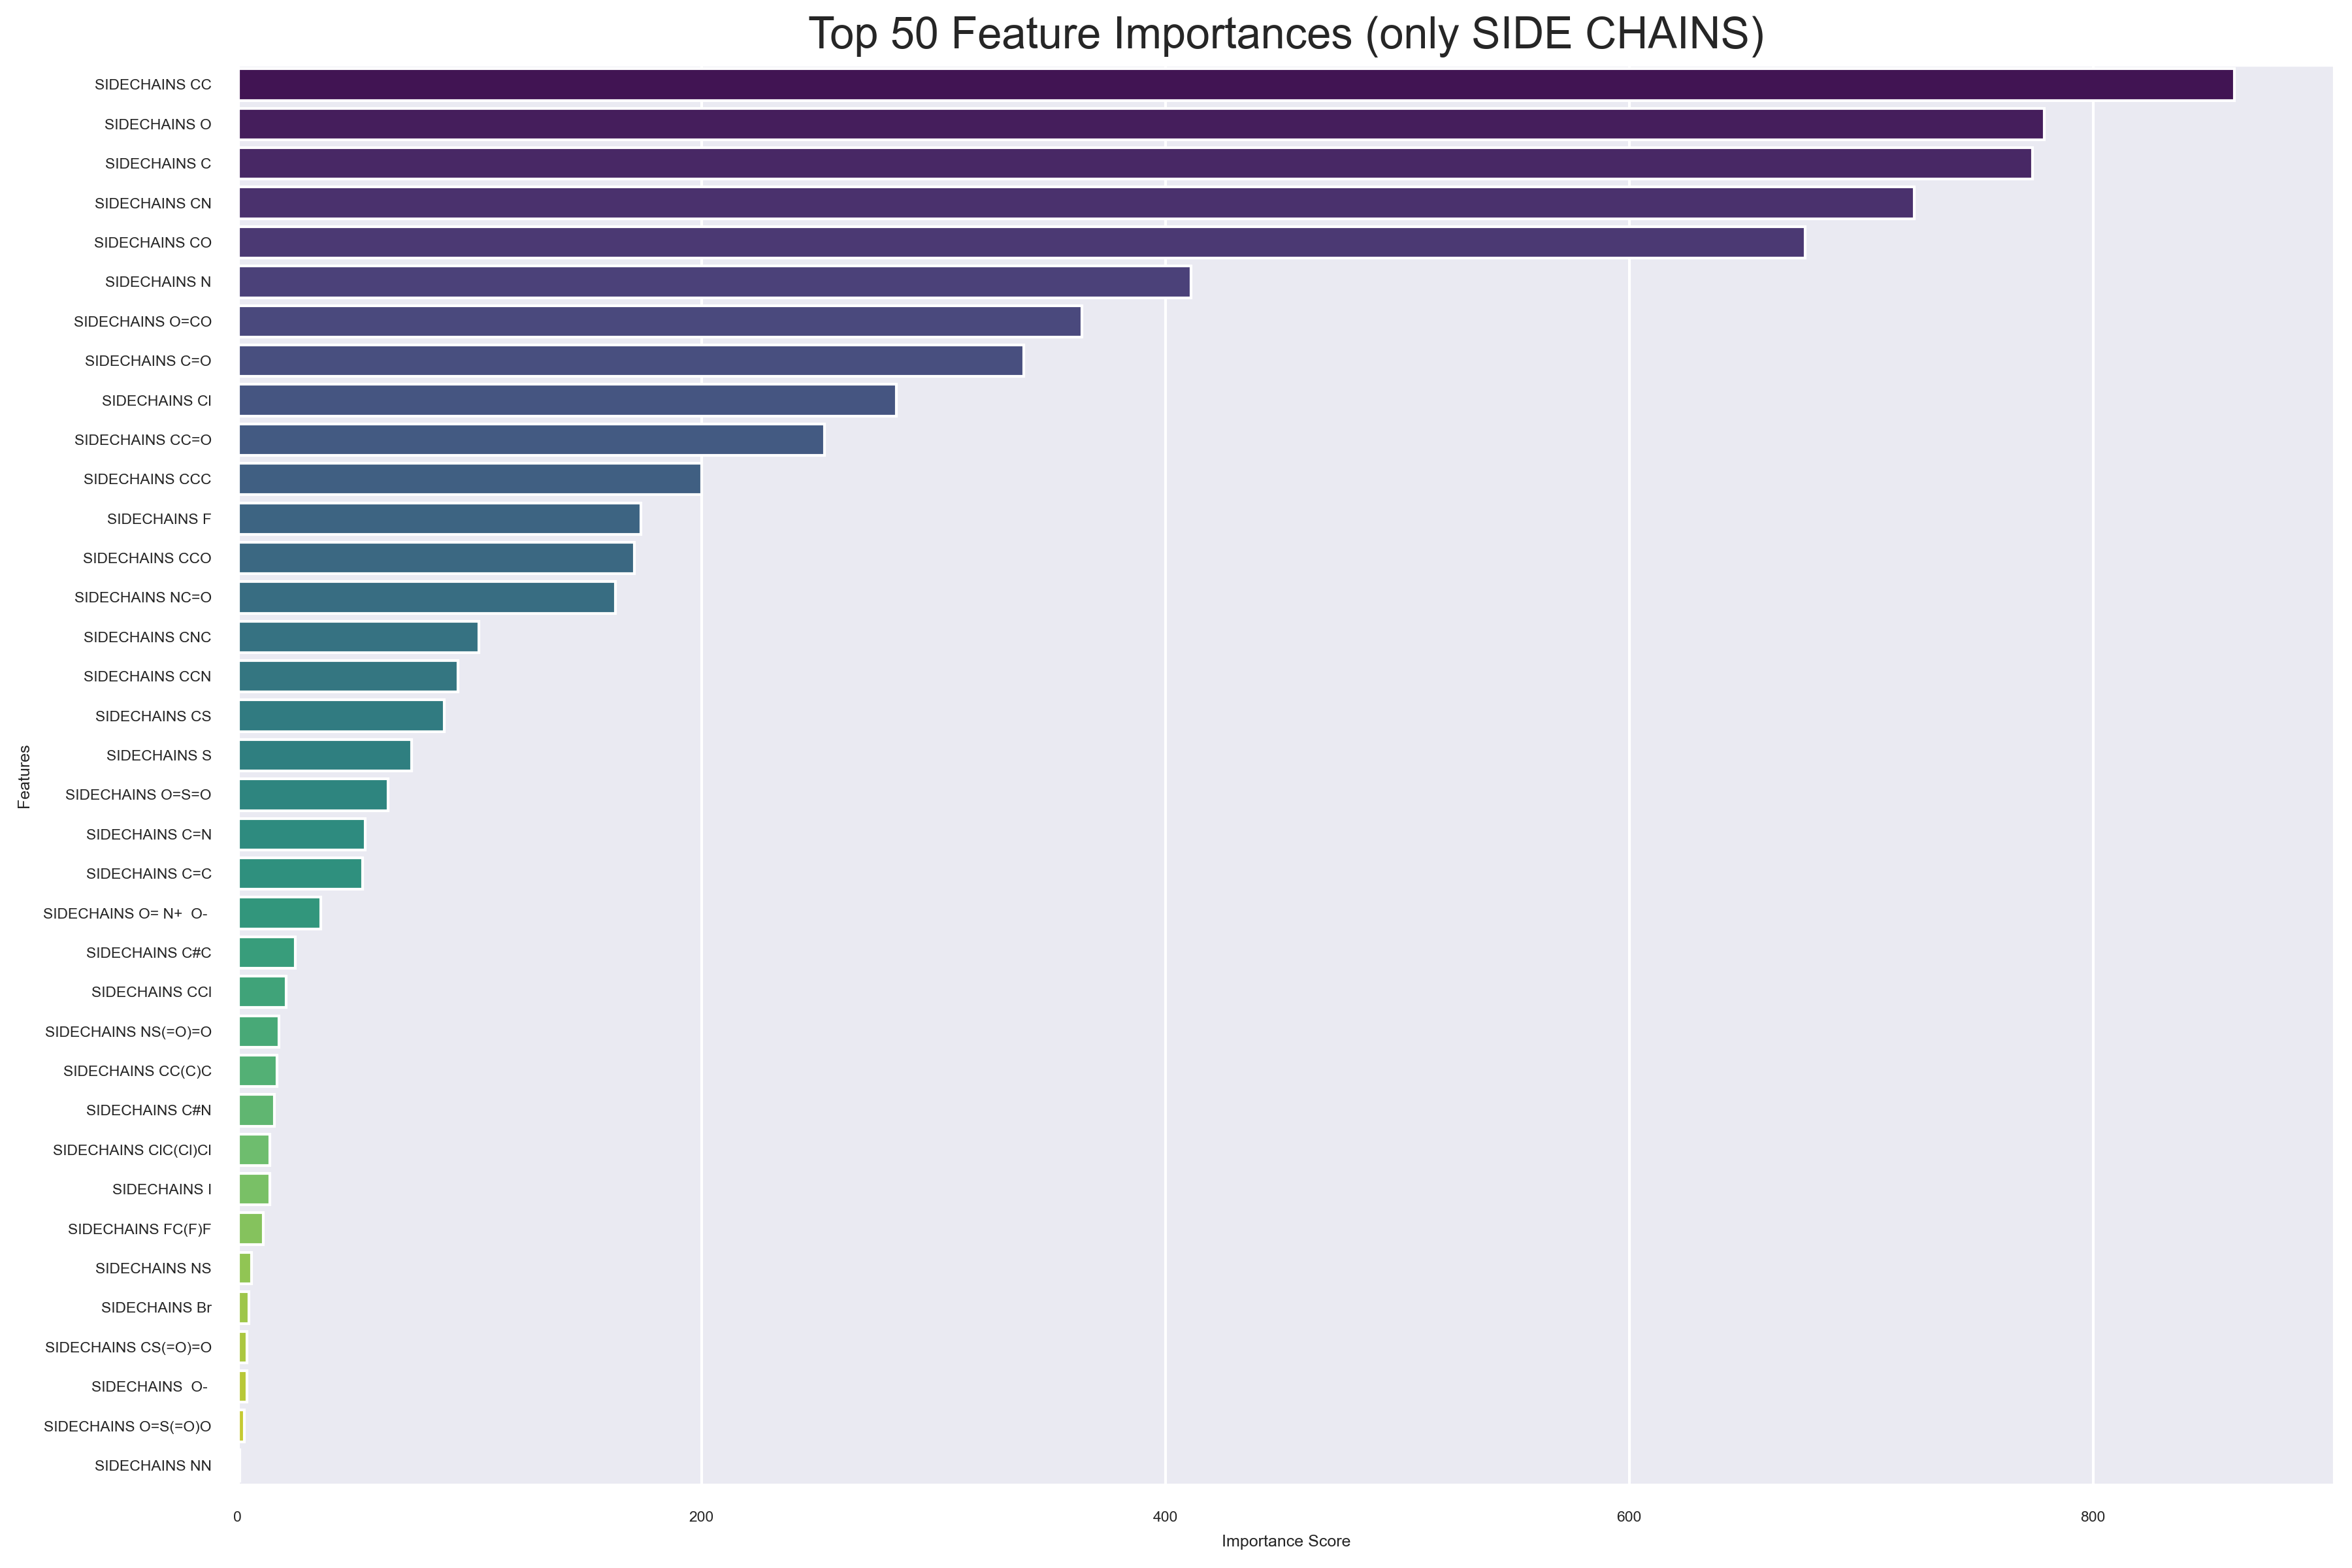 Top 50 Feature Importances (only SIDE CHAINS)
SIDECHAINS CC
SIDECHAINS O
SIDECHAINS C
SIDECHAINS CN
SIDECHAINS CO
SIDECHAINS N
SIDECHAINS O=CO
SIDECHAINS C=O
SIDECHAINS Cl
SIDECHAINS CC=O
SIDECHAINS CCC
SIDECHAINS F
SIDECHAINS CCO
SIDECHAINS NC=O
SIDECHAINS CNC
SIDECHAINS CCN
SIDECHAINS CS
SIDECHAINS S
SIDECHAINS O=S=O
SIDECHAINS C=N
SIDECHAINS C=C
SIDECHAINS O= N+  O-
SIDECHAINS C#C
SIDECHAINS CCl
SIDECHAINS NS(=O)=O
SIDECHAINS CC(C)C
SIDECHAINS C#N
SIDECHAINS ClC(Cl)Cl
SIDECHAINS I
SIDECHAINS FC(F)F
SIDECHAINS NS
SIDECHAINS Br
SIDECHAINS CS(=O)=O
SIDECHAINS  O-
SIDECHAINS O=S(=O)O
SIDECHAINS NN
Features
0 200 400 600 800
Importance Score